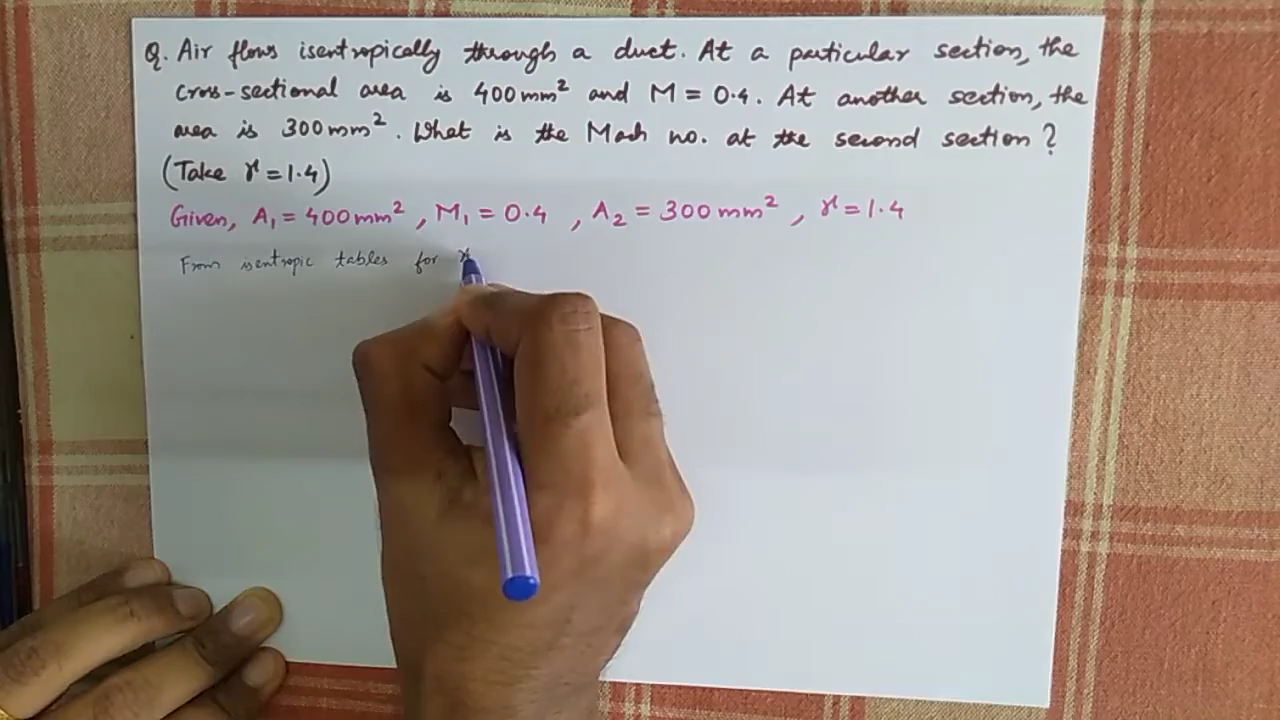 Q. Air flows isentropically through a duct. At a particular section, the
cross-sectional area is 400 mm² and M = 0.4. At another section, the
area is 300 mm². What is the Mach no. at the second section?
(Take γ = 1.4)
Given, A₁ = 400 mm², M₁ = 0.4, A₂ = 300 mm², γ = 1.4
From isentropic tables for γ